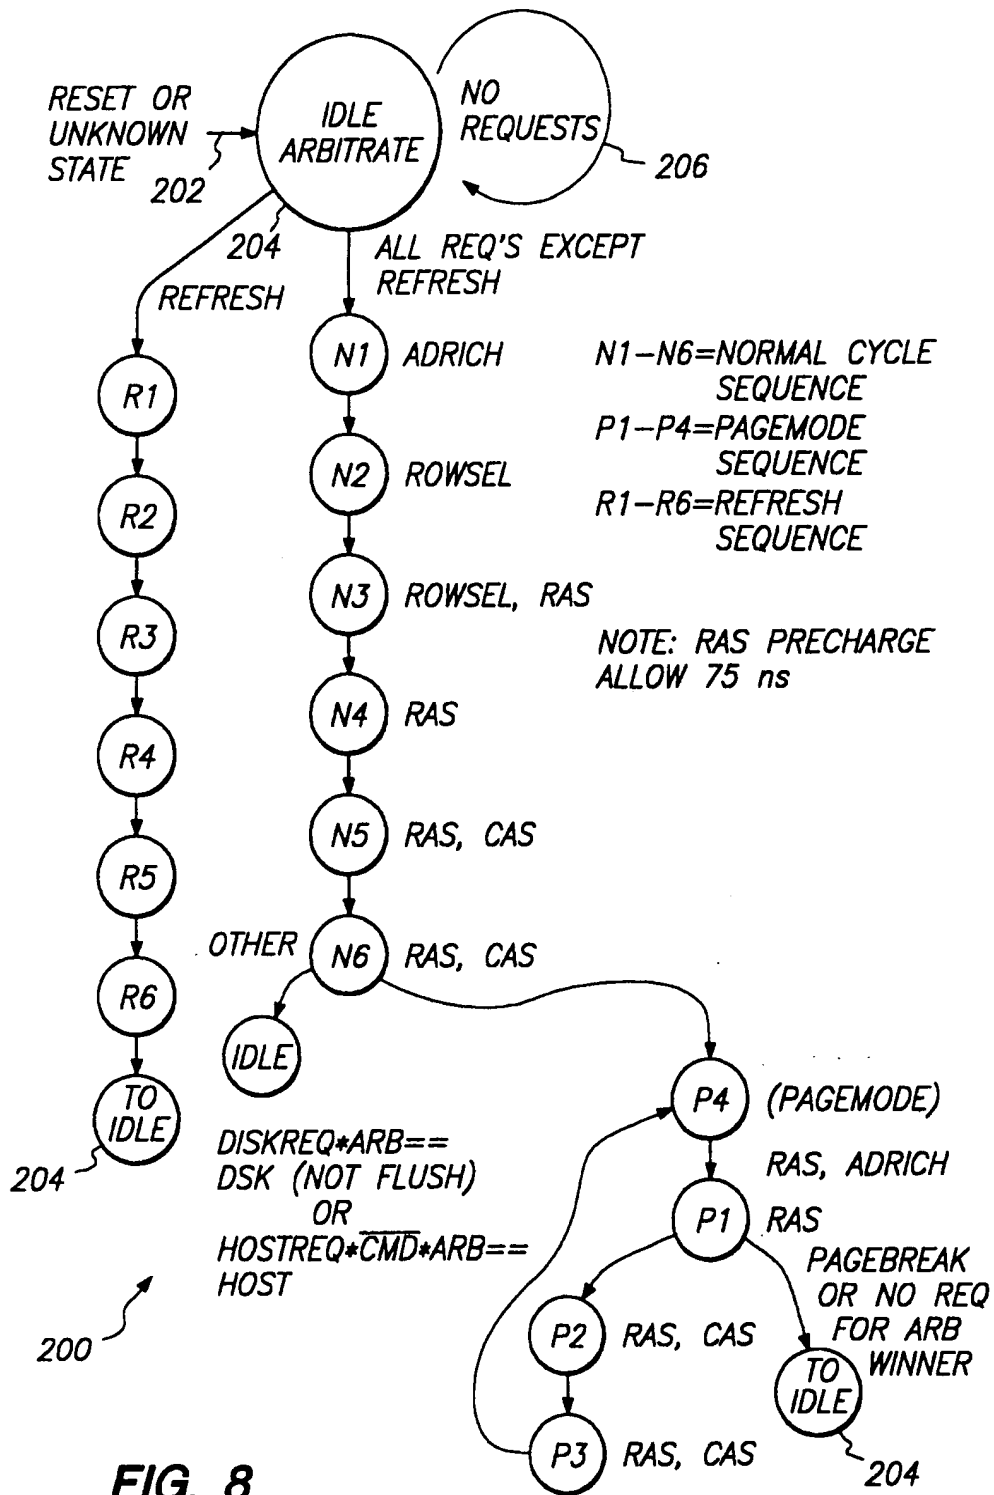 RESET OR
UNKNOWN
STATE
202
IDLE
ARBITRATE
NO
REQUESTS
206
204
ALL REQ'S EXCEPT
REFRESH
REFRESH
N1
ADRICH
N1-N6=NORMAL CYCLE
SEQUENCE
R1
P1-P4=PAGEMODE
SEQUENCE
N2
ROWSEL
R1-R6=REFRESH
SEQUENCE
R2
N3
ROWSEL, RAS
R3
NOTE: RAS PRECHARGE
ALLOW 75 ns
N4
RAS
R4
N5
RAS, CAS
R5
OTHER
N6
RAS, CAS
R6
IDLE
TO
IDLE
204
P4
(PAGEMODE)
DISKREQ*ARB==
DSK (NOT FLUSH)
OR
HOSTREQ*C̅M̅D̅*ARB==
HOST
RAS, ADRICH
P1
RAS
PAGEBREAK
OR NO REQ
FOR ARB
WINNER
200
P2
RAS, CAS
TO
IDLE
P3
RAS, CAS
204
FIG. 8